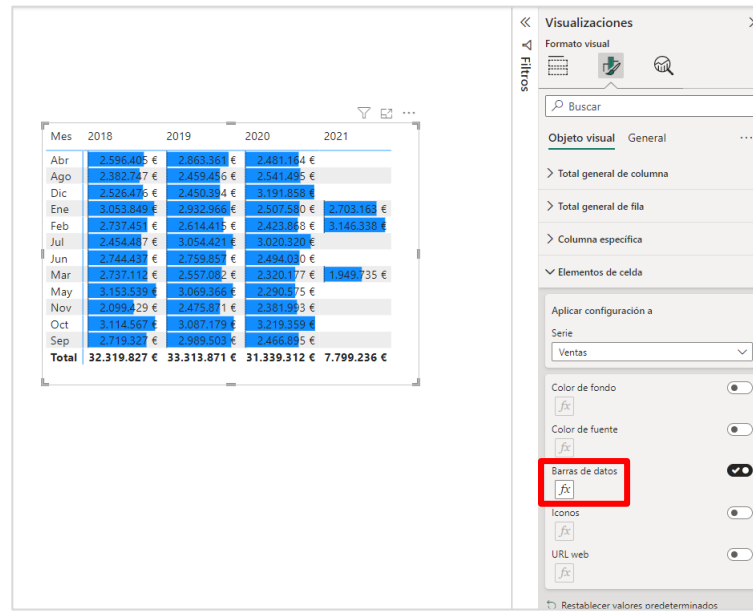 Visualizaciones
Formato visual
Filtros
Buscar
Objeto visual General
Total general de columna
Total general de fila
Columna específica
Elementos de celda
Aplicar configuración a
Serie
Ventas
Color de fondo
fx
Color de fuente
fx
Barras de datos
fx
Iconos
fx
URL web
fx
Restablecer valores predeterminados
Mes 2018 2019 2020 2021
Abr 2.596.405 € 2.863.361 € 2.481.164 €
Ago 2.382.747 € 2.459.456 € 2.541.495 €
Dic 2.526.476 € 2.450.394 € 3.191.858 €
Ene 3.053.849 € 2.932.966 € 2.507.580 € 2.703.163 €
Feb 2.737.451 € 2.614.415 € 2.423.868 € 3.146.338 €
Jul 2.454.487 € 3.054.421 € 3.020.320 €
Jun 2.744.437 € 2.759.857 € 2.494.030 €
Mar 2.737.112 € 2.557.082 € 2.320.177 € 1.949.735 €
May 3.153.539 € 3.069.366 € 2.290.575 €
Nov 2.099.429 € 2.475.871 € 2.381.993 €
Oct 3.114.567 € 3.087.179 € 3.219.359 €
Sep 2.719.327 € 2.989.503 € 2.466.895 €
Total 32.319.827 € 33.313.871 € 31.339.312 € 7.799.236 €